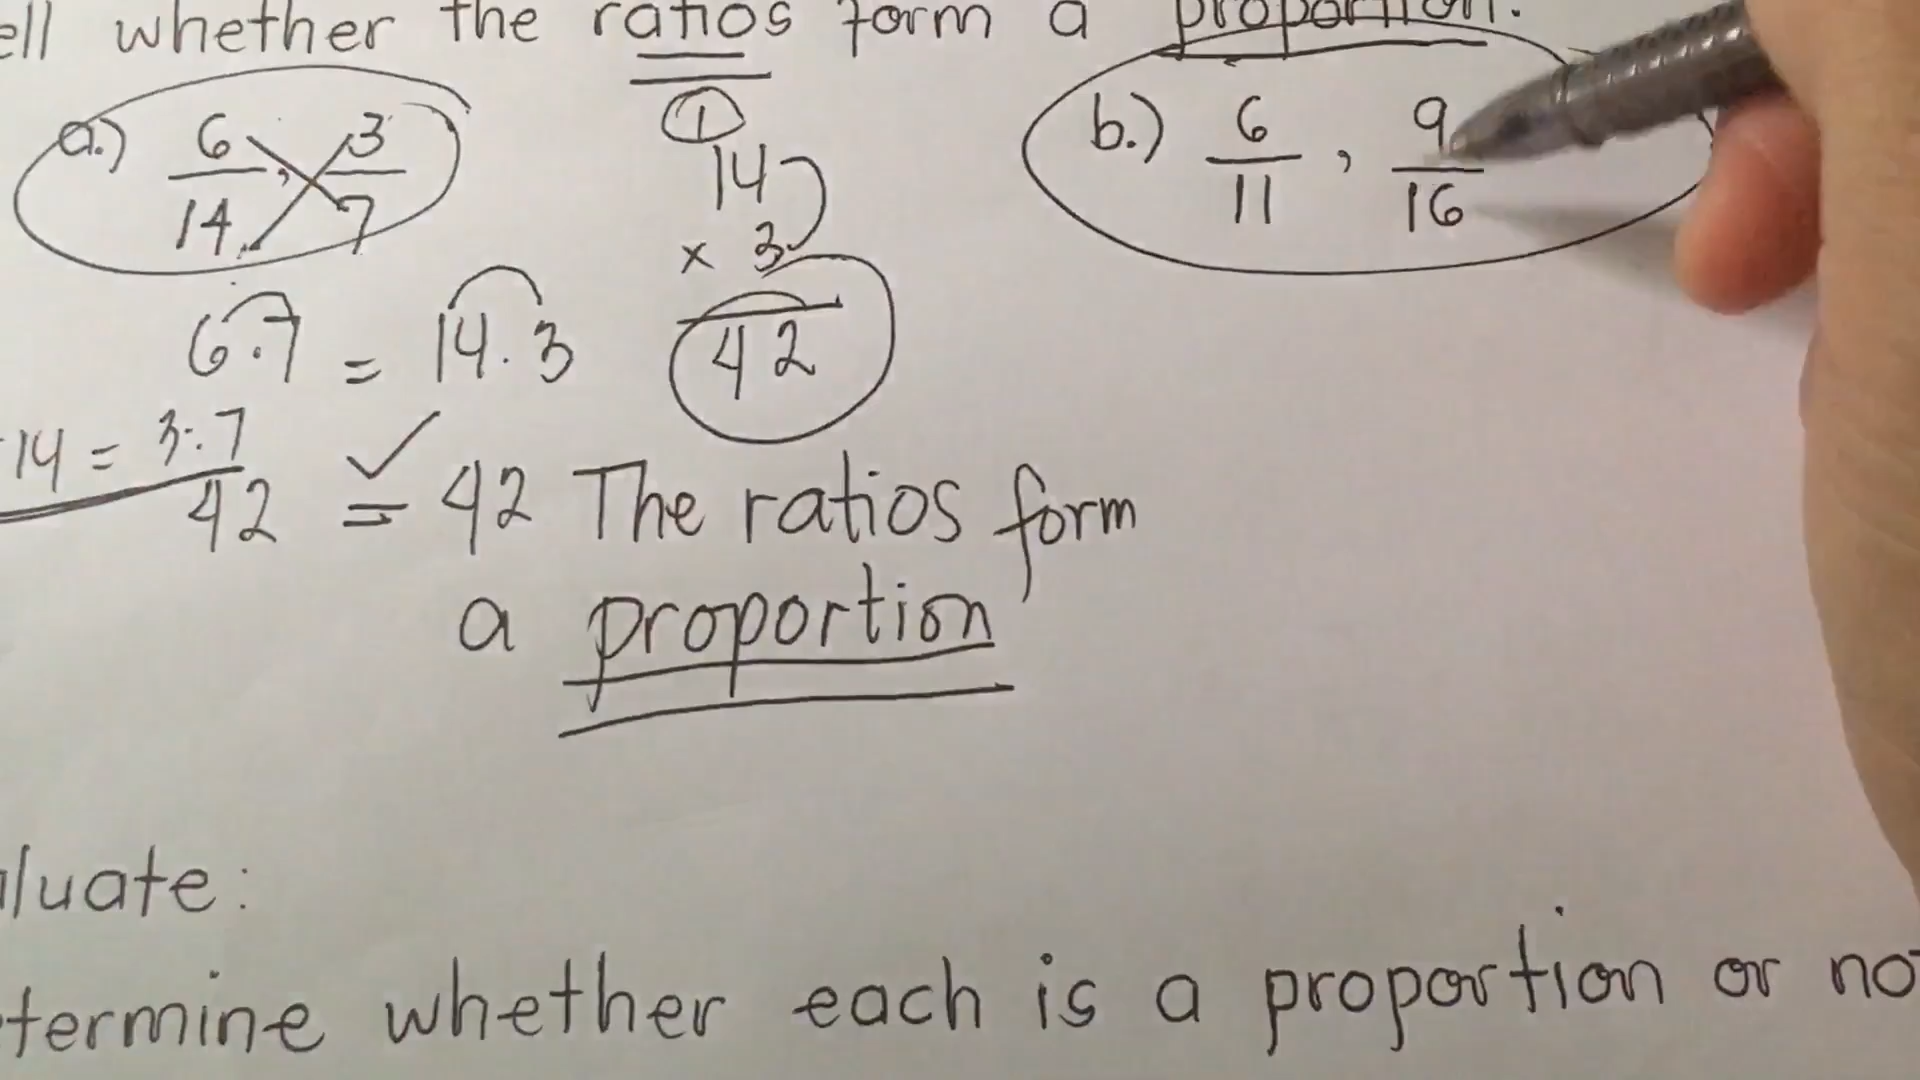 ell whether the ratios form a proportion.
a.) 6/14, 3/7
1
14
x 3
42
b.) 6/11, 9/16
6.7 = 14.3
14 = 3:7
42 = 42 The ratios form
a proportion
aluate:
termine whether each is a proportion or no